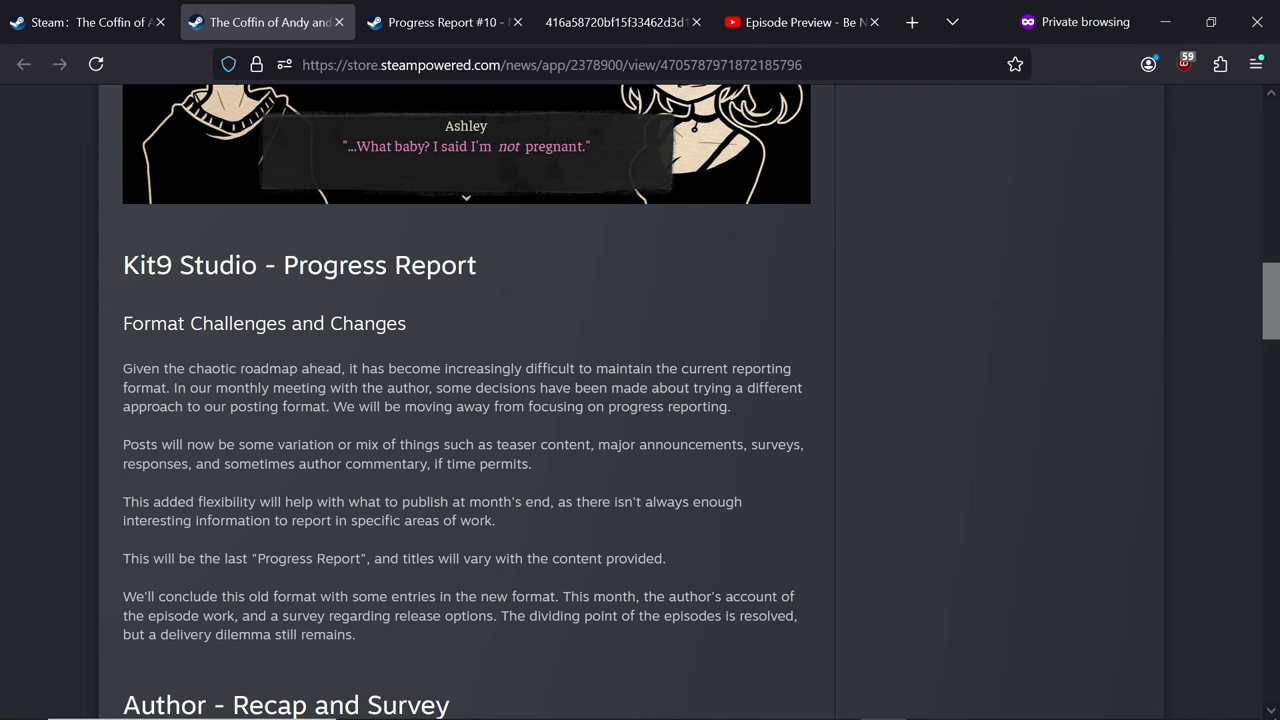 Steam: The Coffin of A
The Coffin of Andy and
Progress Report #10 - N
416a58720bf15f33462d3d1
Episode Preview - Be N
Private browsing
https://store.steampowered.com/news/app/2378900/view/4705787971872185796
59
Ashley
"...What baby? I said I'm not pregnant."
Kit9 Studio - Progress Report
Format Challenges and Changes
Given the chaotic roadmap ahead, it has become increasingly difficult to maintain the current reporting
format. In our monthly meeting with the author, some decisions have been made about trying a different
approach to our posting format. We will be moving away from focusing on progress reporting.
Posts will now be some variation or mix of things such as teaser content, major announcements, surveys,
responses, and sometimes author commentary, if time permits.
This added flexibility will help with what to publish at month's end, as there isn't always enough
interesting information to report in specific areas of work.
This will be the last "Progress Report", and titles will vary with the content provided.
We'll conclude this old format with some entries in the new format. This month, the author's account of
the episode work, and a survey regarding release options. The dividing point of the episodes is resolved,
but a delivery dilemma still remains.
Author - Recap and Survey